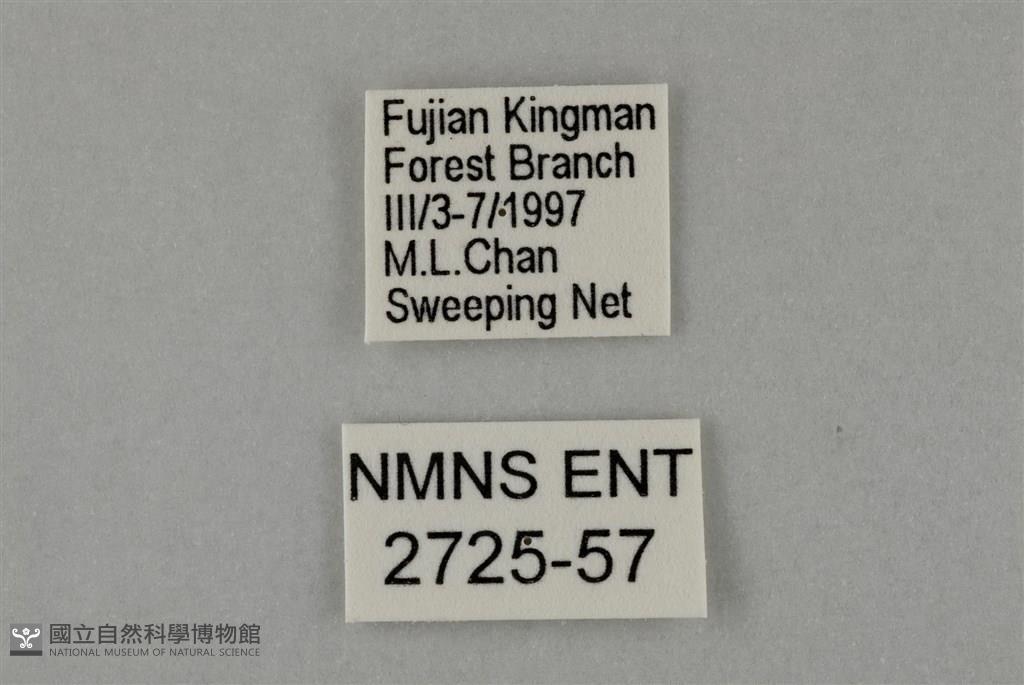 Fujian Kingman
Forest Branch
III/3-7/1997
M.L.Chan
Sweeping Net
NMNS ENT
2725-57
國立自然科學博物館
NATIONAL MUSEUM OF NATURAL SCIENCE